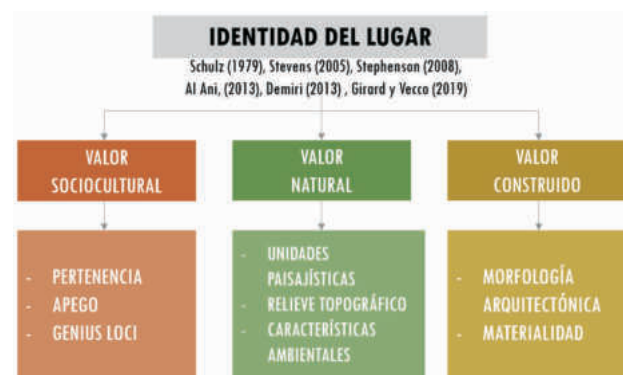 IDENTIDAD DEL LUGAR
Schulz (1979), Stevens (2005), Stephenson (2008),
Al Ani, (2013), Demiri (2013) , Girard y Vecco (2019)
VALOR
SOCIOCULTURAL
- PERTENENCIA
- APEGO
- GENIUS LOCI
VALOR
NATURAL
- UNIDADES
PAISAJÍSTICAS
- RELIEVE TOPOGRÁFICO
- CARACTERÍSTICAS
AMBIENTALES
VALOR
CONSTRUIDO
- MORFOLOGÍA
ARQUITECTÓNICA
- MATERIALIDAD